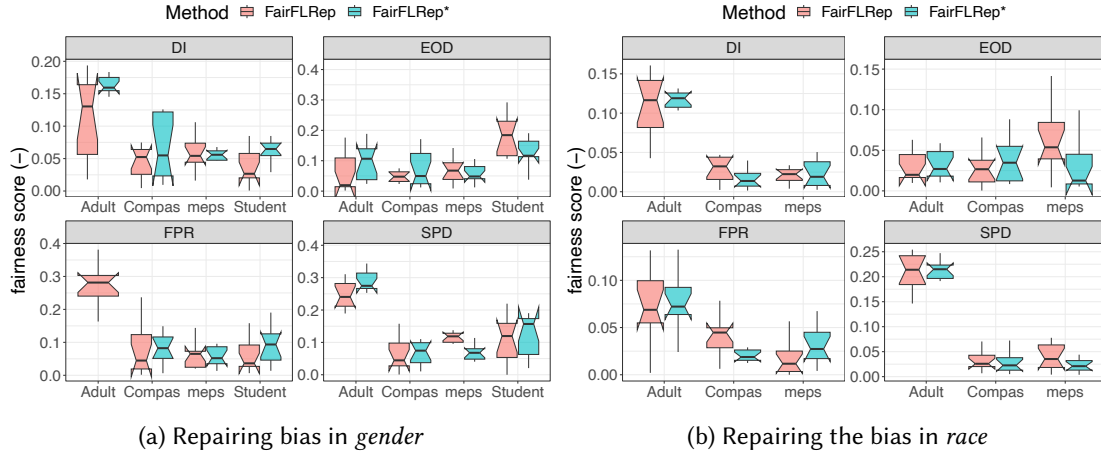 Method FairFLRep FairFLRep*
Method FairFLRep FairFLRep*
fairness score (−)
DI
EOD
0.20
0.15
0.10
0.05
0.00
0.4
0.3
0.2
0.1
0.0
Adult Compas meps Student
Adult Compas meps Student
FPR
SPD
0.4
0.3
0.2
0.1
0.0
0.4
0.3
0.2
0.1
0.0
Adult Compas meps Student
Adult Compas meps Student
(a) Repairing bias in gender
fairness score (−)
DI
EOD
0.15
0.10
0.05
0.00
0.20
0.15
0.10
0.05
0.00
Adult Compas meps
Adult Compas meps
FPR
SPD
0.10
0.05
0.00
0.25
0.20
0.15
0.10
0.05
0.00
Adult Compas meps
Adult Compas meps
(b) Repairing the bias in race